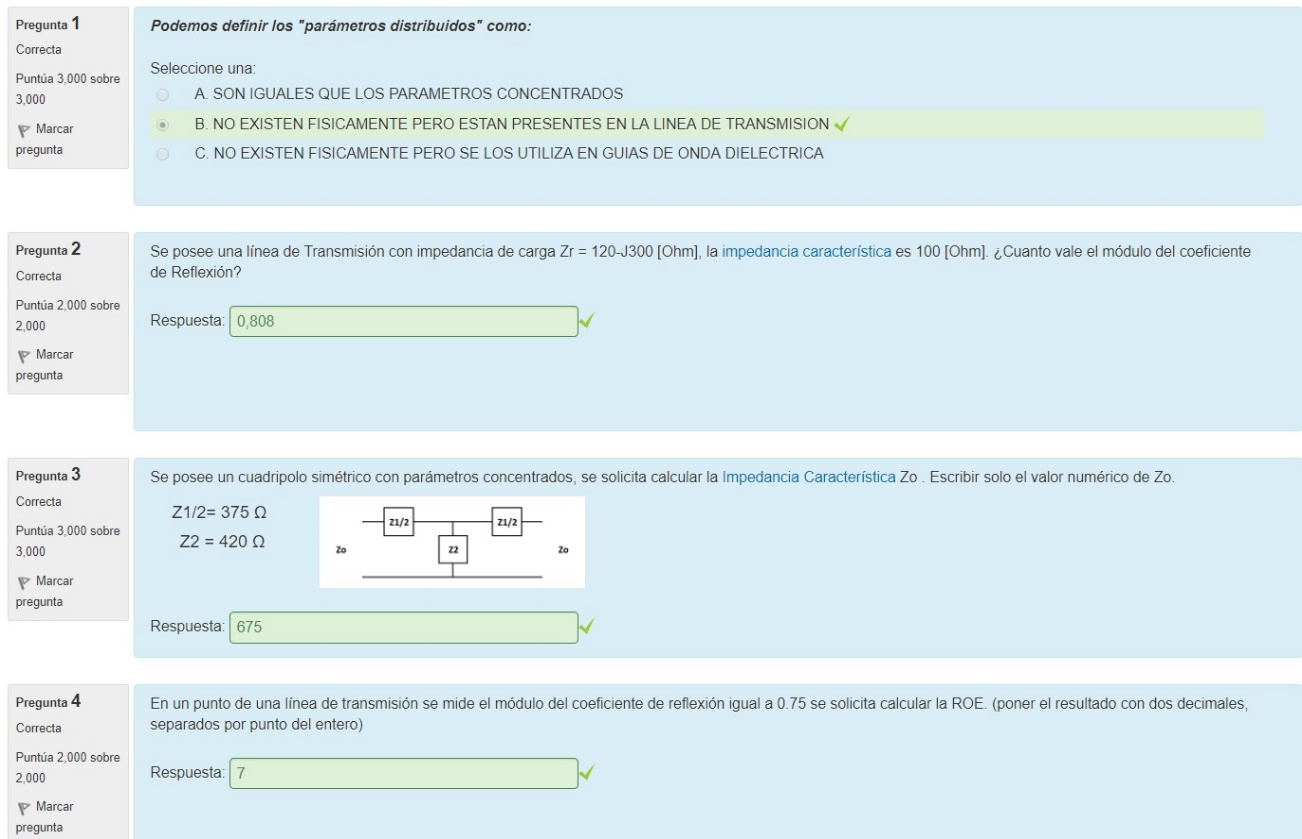 Pregunta 1
Correcta
Puntúa 3,000 sobre
3,000
Marcar
pregunta
Podemos definir los "parámetros distribuidos" como:
Seleccione una:
A. SON IGUALES QUE LOS PARAMETROS CONCENTRADOS
B. NO EXISTEN FISICAMENTE PERO ESTAN PRESENTES EN LA LINEA DE TRANSMISION
C. NO EXISTEN FISICAMENTE PERO SE LOS UTILIZA EN GUIAS DE ONDA DIELECTRICA
Pregunta 2
Correcta
Puntúa 2,000 sobre
2,000
Marcar
pregunta
Se posee una línea de Transmisión con impedancia de carga Zr = 120-J300 [Ohm], la impedancia característica es 100 [Ohm]. ¿Cuanto vale el módulo del coeficiente
de Reflexión?
Respuesta: 0,808
Pregunta 3
Correcta
Puntúa 3,000 sobre
3,000
Marcar
pregunta
Se posee un cuadripolo simétrico con parámetros concentrados, se solicita calcular la Impedancia Característica Zo . Escribir solo el valor numérico de Zo.
Z1/2= 375 Ω
Z2 = 420 Ω
Z1/2 Z1/2
Zo Z2 Zo
Respuesta: 675
Pregunta 4
Correcta
Puntúa 2,000 sobre
2,000
Marcar
pregunta
En un punto de una línea de transmisión se mide el módulo del coeficiente de reflexión igual a 0.75 se solicita calcular la ROE. (poner el resultado con dos decimales,
separados por punto del entero)
Respuesta: 7